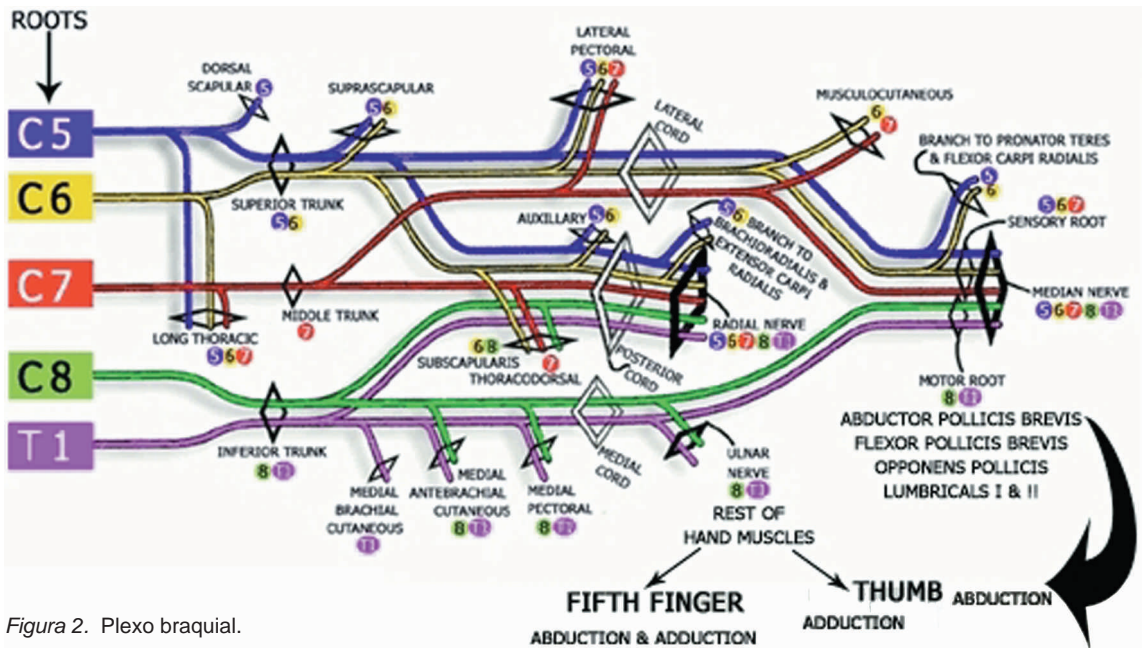 ROOTS
C5
C6
C7
C8
T1
DORSAL
SCAPULAR 5
SUPRASCAPULAR
5 6
LATERAL
PECTORAL
5 6 7
LATERAL
CORD
MUSCULOCUTANEOUS
6
7
BRANCH TO PRONATOR TERES
& FLEXOR CARPI RADIALIS
5
6
5 6 7
SENSORY ROOT
SUPERIOR TRUNK
5 6
AUXILLARY 5 6
5 6 BRANCH TO
BRACHIORADIALIS &
EXTENSOR CARPI
RADIALIS
MIDDLE TRUNK
7
LONG THORACIC
5 6 7
6 8
SUBSCAPULARIS
7
THORACODORSAL
POSTERIOR
CORD
RADIAL NERVE
5 6 7 8 T1
MEDIAN NERVE
5 6 7 8 T1
MOTOR ROOT
8 T1
ABDUCTOR POLLICIS BREVIS
FLEXOR POLLICIS BREVIS
OPPONENS POLLICIS
LUMBRICALS I & !!
INFERIOR TRUNK
8 T1
MEDIAL
BRACHIAL
CUTANEOUS
T1
MEDIAL
ANTEBRACHIAL
CUTANEOUS
8 T1
MEDIAL
PECTORAL
8 T1
MEDIAL
CORD
ULNAR
NERVE
8 T1
REST OF
HAND MUSCLES
FIFTH FINGER
ABDUCTION & ADDUCTION
THUMB ABDUCTION
ADDUCTION
Figura 2. Plexo braquial.